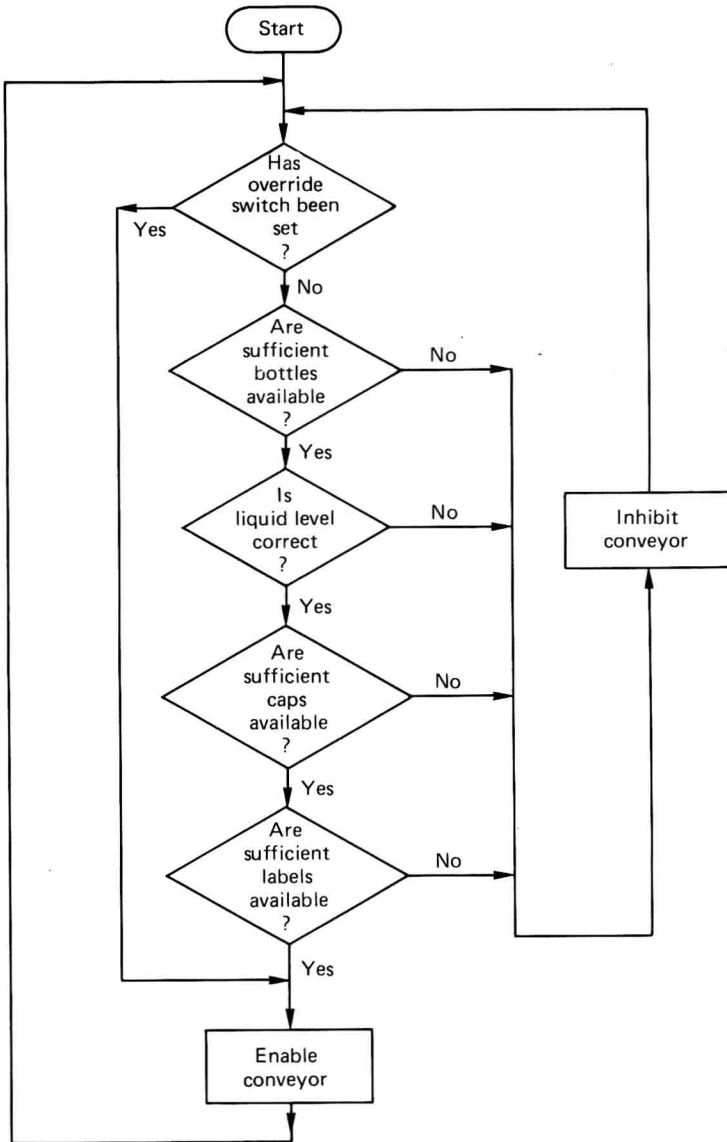 Start
Has
override
switch been
set
?
Yes
No
Are
sufficient
bottles
available
?
No
Yes
Is
liquid level
correct
?
No
Inhibit
conveyor
Yes
Are
sufficient
caps
available
?
No
Yes
Are
sufficient
labels
available
?
No
Yes
Enable
conveyor